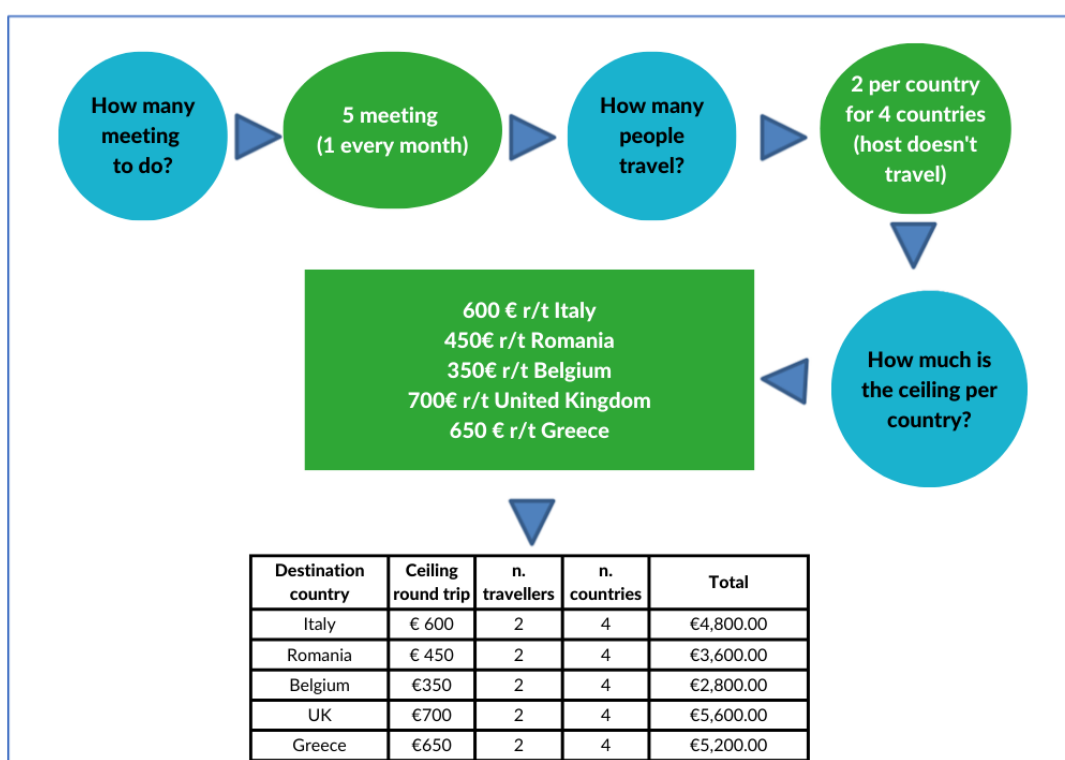 How many
meeting
to do?
5 meeting
(1 every month)
How many
people
travel?
2 per country
for 4 countries
(host doesn't
travel)
How much is
the ceiling per
country?
600 € r/t Italy
450€ r/t Romania
350€ r/t Belgium
700€ r/t United Kingdom
650 € r/t Greece
Destination country Ceiling round trip n. travellers n. countries Total
Italy € 600 2 4 €4,800.00
Romania € 450 2 4 €3,600.00
Belgium €350 2 4 €2,800.00
UK €700 2 4 €5,600.00
Greece €650 2 4 €5,200.00